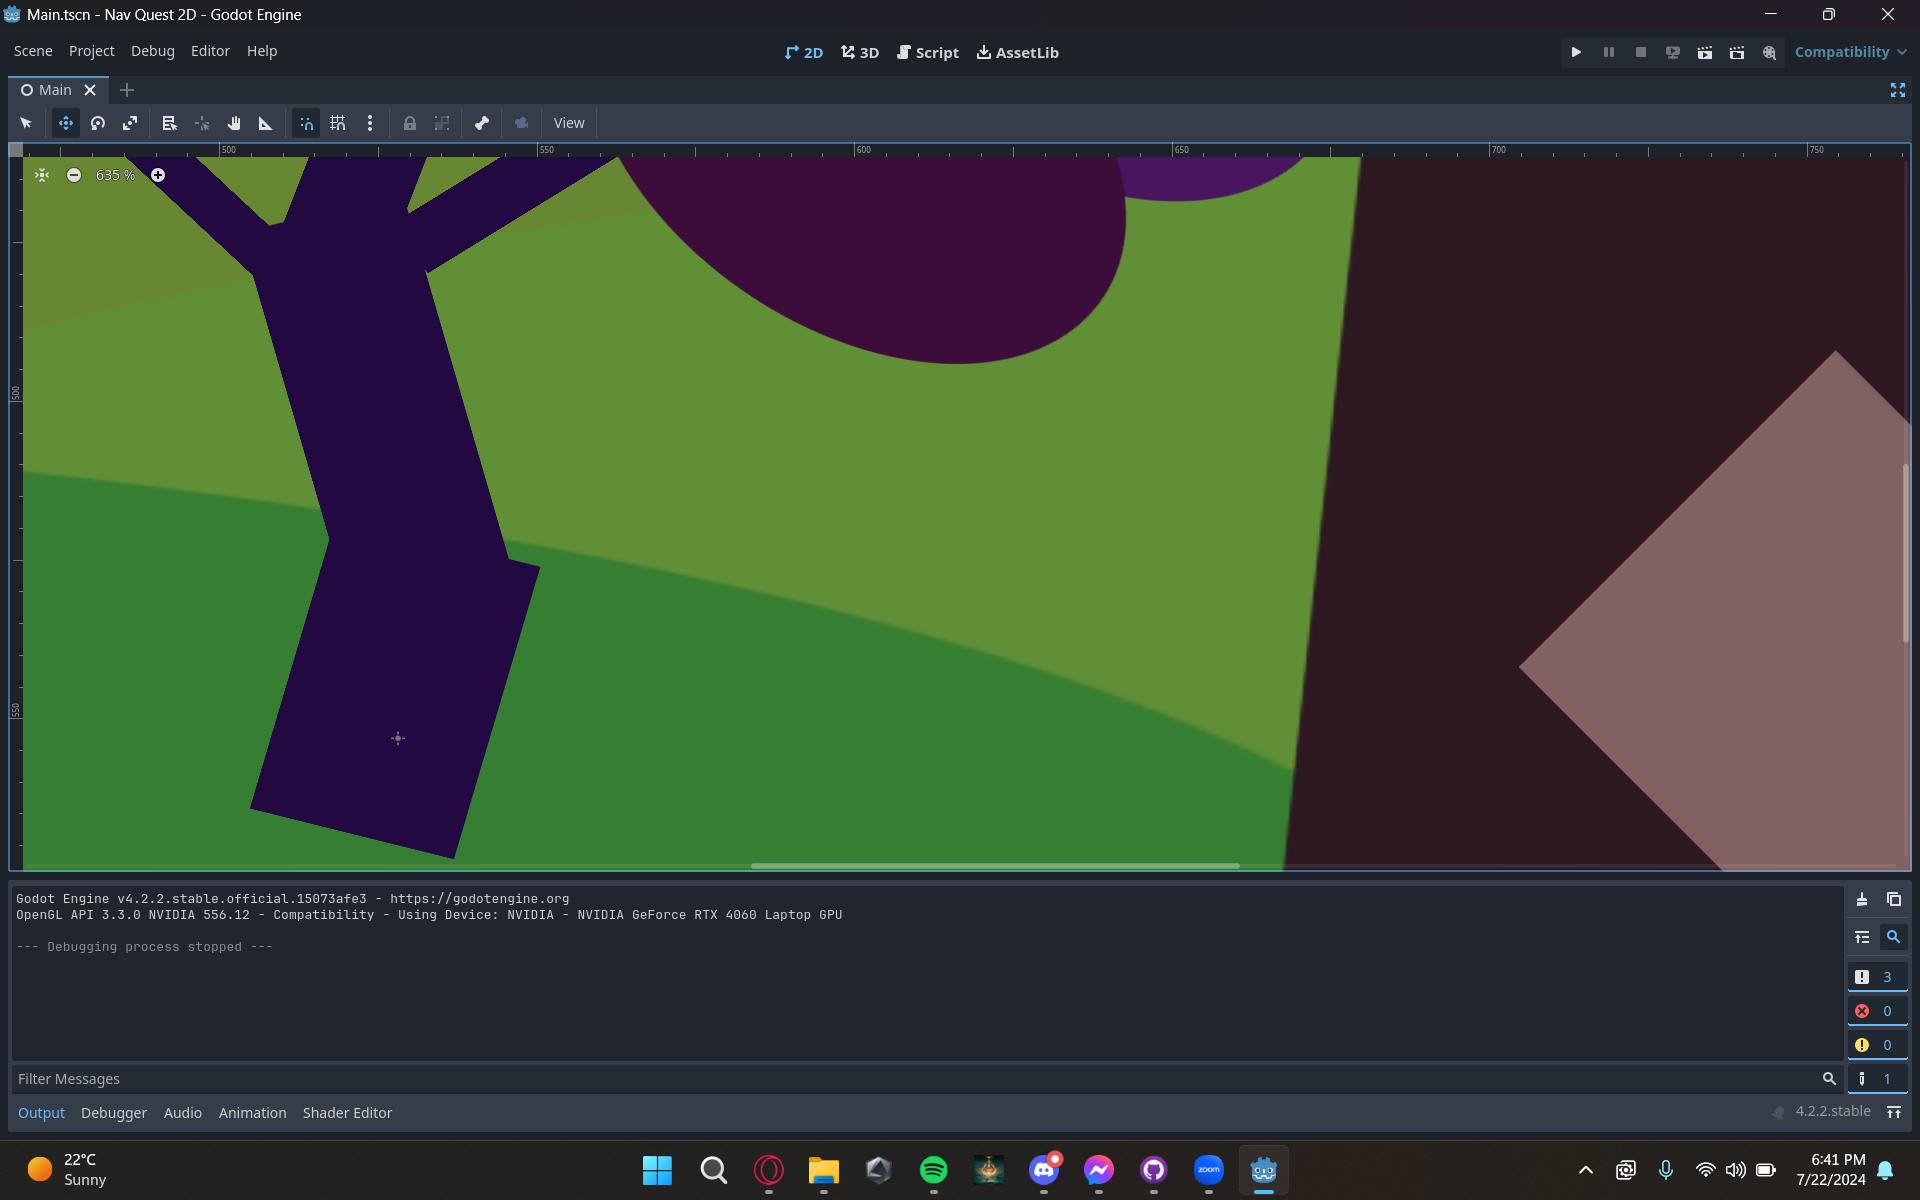 Main.tscn - Nav Quest 2D - Godot Engine
Scene Project Debug Editor Help
2D 3D Script AssetLib
Compatibility
Main
View
500 550 600 650 700 750
635 %
500
550
Godot Engine v4.2.2.stable.official.15073afe3 - https://godotengine.org
OpenGL API 3.3.0 NVIDIA 556.12 - Compatibility - Using Device: NVIDIA - NVIDIA GeForce RTX 4060 Laptop GPU
--- Debugging process stopped ---
3
0
0
Filter Messages
1
Output Debugger Audio Animation Shader Editor
4.2.2.stable
22°C
Sunny
zoom
6:41 PM
7/22/2024